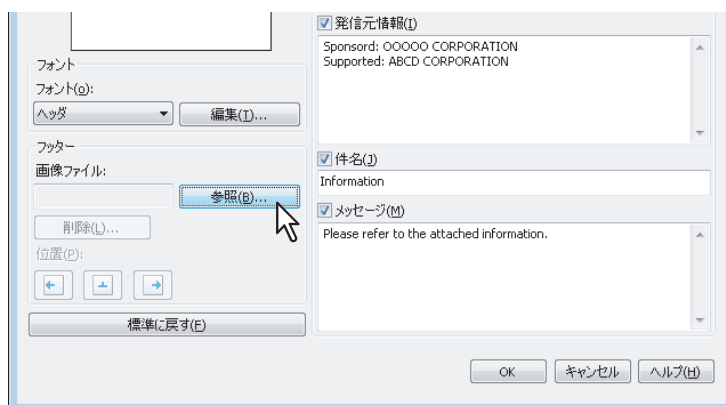 フォント
フォント(o):
ヘッダ
編集(T)...
フッター
画像ファイル:
参照(B)...
削除(L)...
位置(P):
標準に戻す(F)
発信元情報(I)
Sponsord: OOOOO CORPORATION
Supported: ABCD CORPORATION
件名(J)
Information
メッセージ(M)
Please refer to the attached information.
OK
キャンセル
ヘルプ(H)